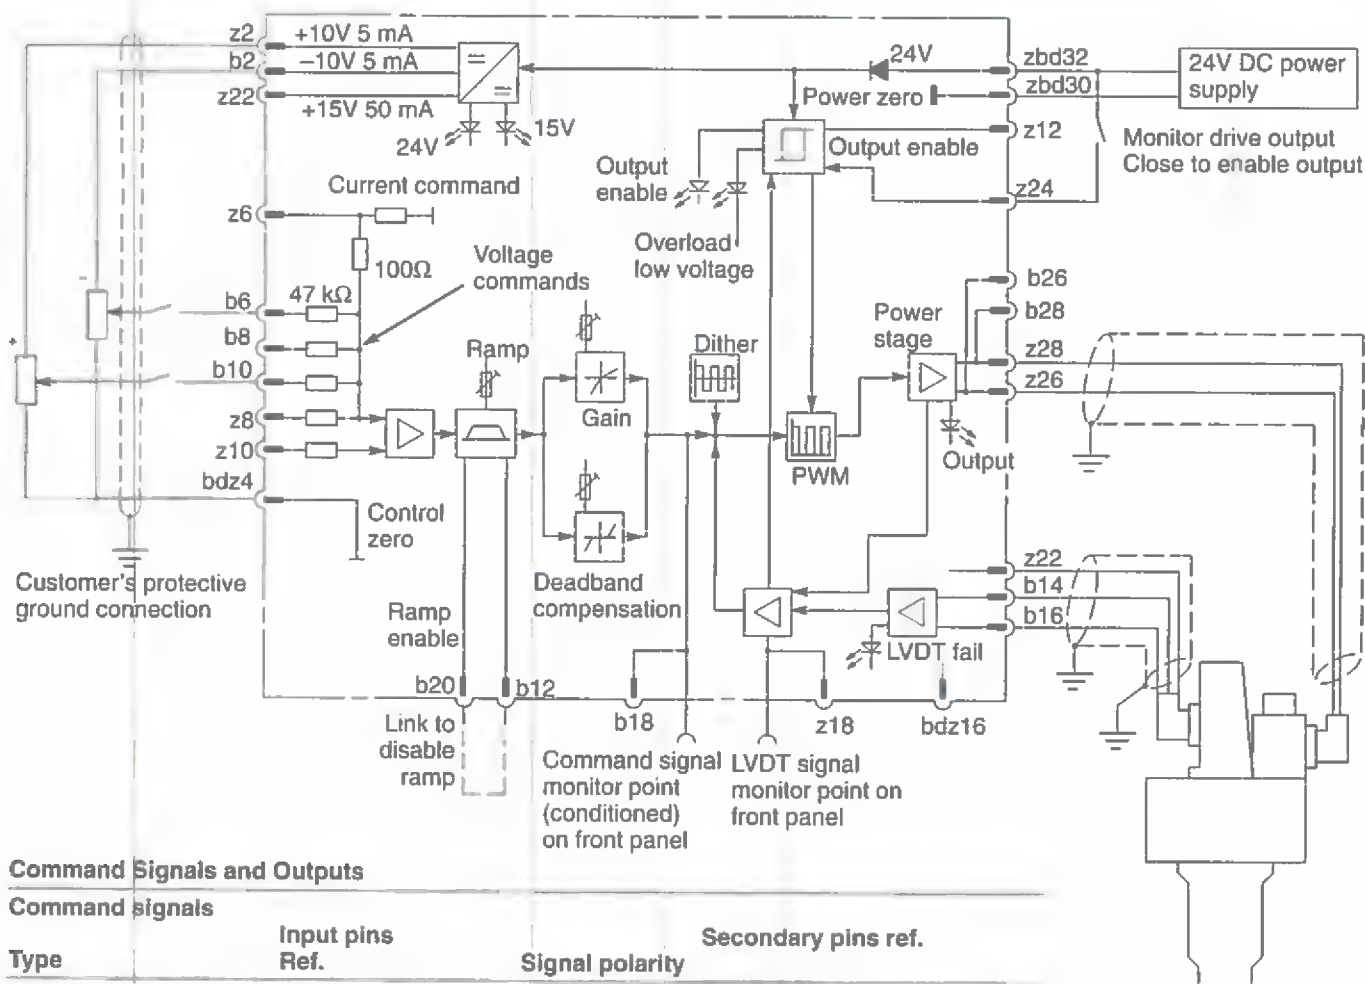 z2
+10V 5 mA
b2
−10V 5 mA
z22
+15V 50 mA
24V
15V
24V
zbd32
24V DC power
supply
Power zero
zbd30
z12
Output enable
Monitor drive output
Close to enable output
z24
Output
enable
Overload
low voltage
Current command
z6
100Ω
Voltage
commands
47 kΩ
b6
b8
b10
z8
z10
bdz4
-
+
Ramp
Gain
Dither
Power
stage
b26
b28
z28
z26
PWM
Output
Control
zero
Customer's protective
ground connection
Deadband
compensation
Ramp
enable
z22
b14
b16
LVDT fail
b20
b12
b18
z18
bdz16
Link to
disable
ramp
Command signal
monitor point
(conditioned)
on front panel
LVDT signal
monitor point on
front panel
Command Signals and Outputs
Command signals
Type
Input pins
Ref.
Signal polarity
Secondary pins ref.